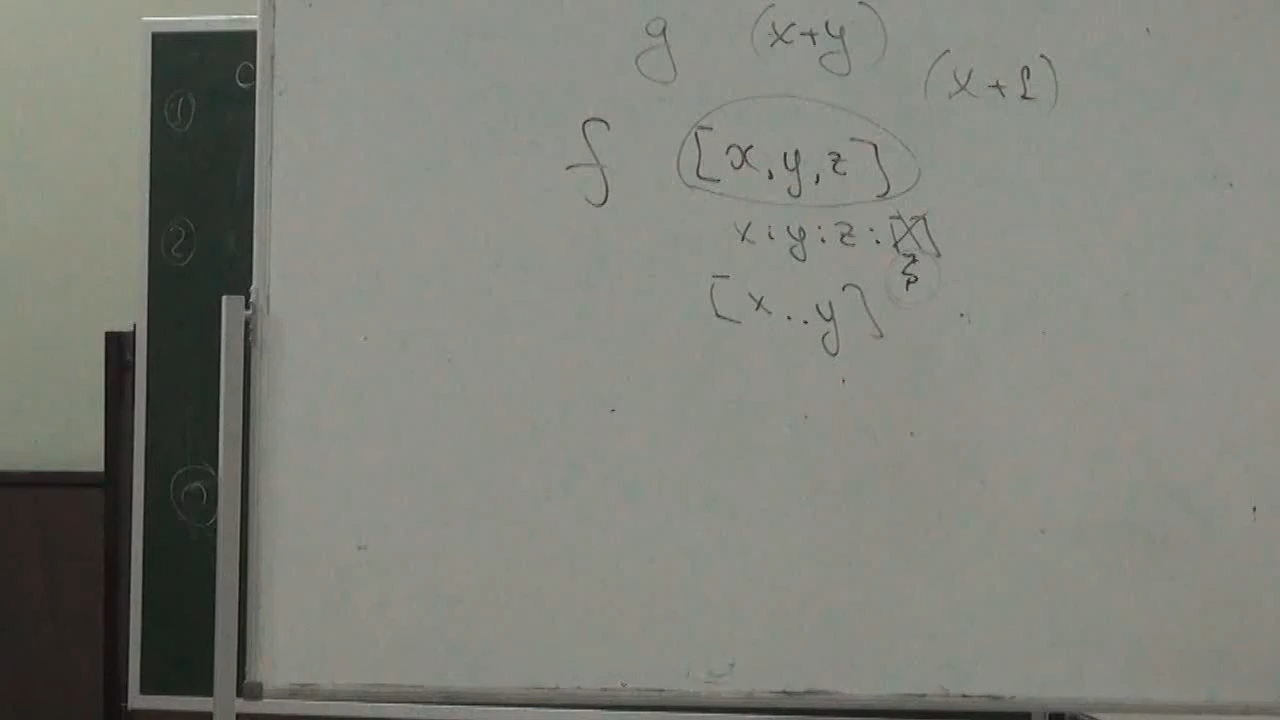 g (x+y)
(x+1)
f [x,y,z]
x:y:z:[]
[x..y]
①
②